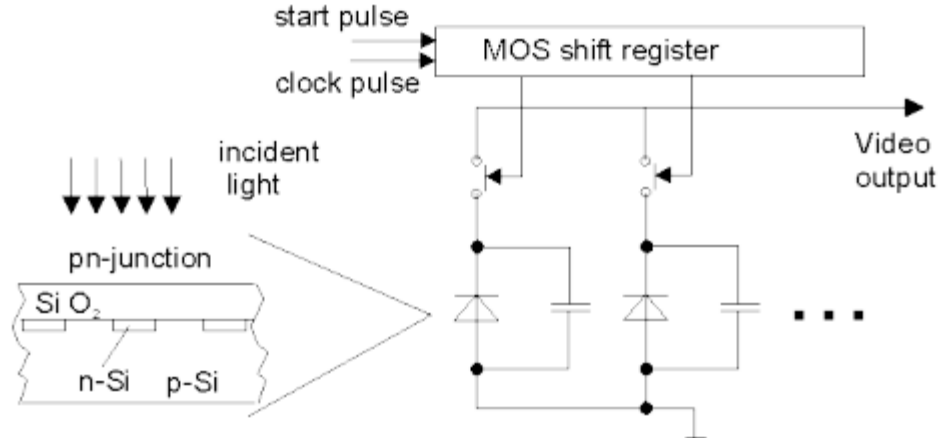 start pulse
MOS shift register
clock pulse
Video
output
incident
light
pn-junction
Si O₂
n-Si
p-Si